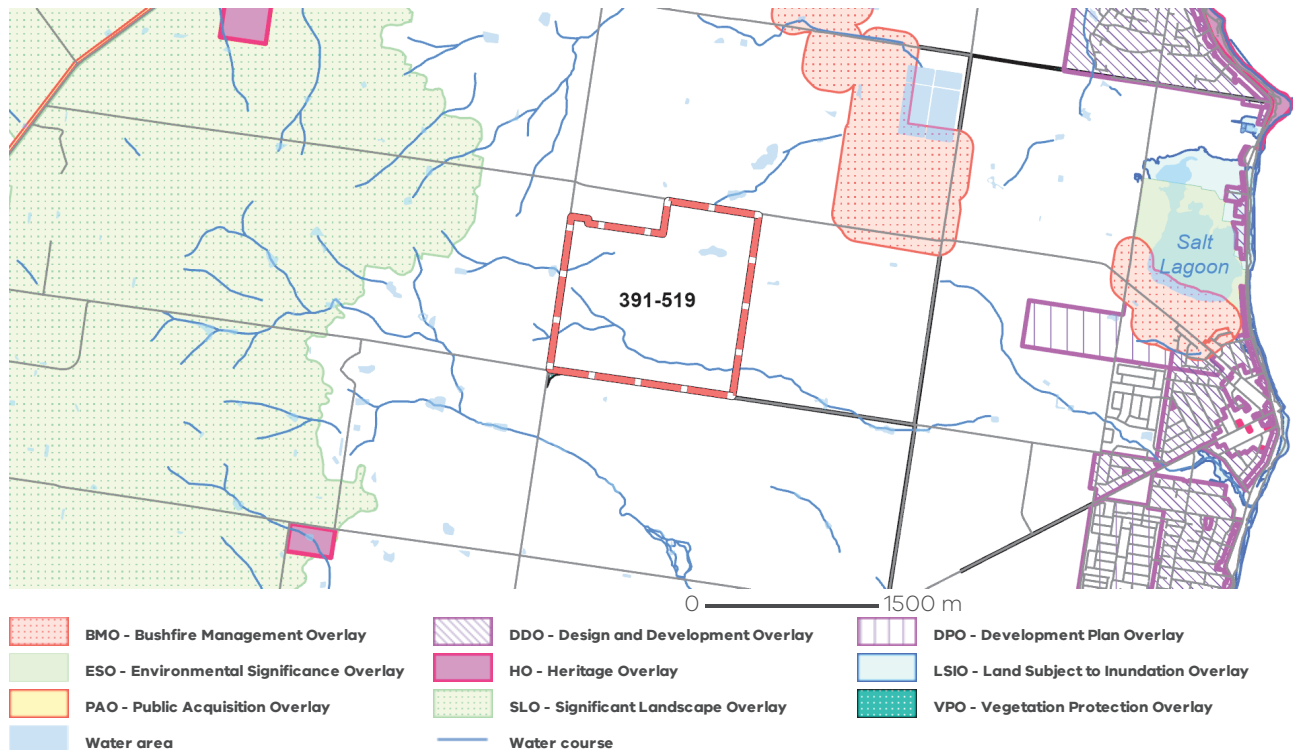 Salt
Lagoon
391-519
0 1500 m
BMO - Bushfire Management Overlay
DDO - Design and Development Overlay
DPO - Development Plan Overlay
ESO - Environmental Significance Overlay
HO - Heritage Overlay
LSIO - Land Subject to Inundation Overlay
PAO - Public Acquisition Overlay
SLO - Significant Landscape Overlay
VPO - Vegetation Protection Overlay
Water area
Water course